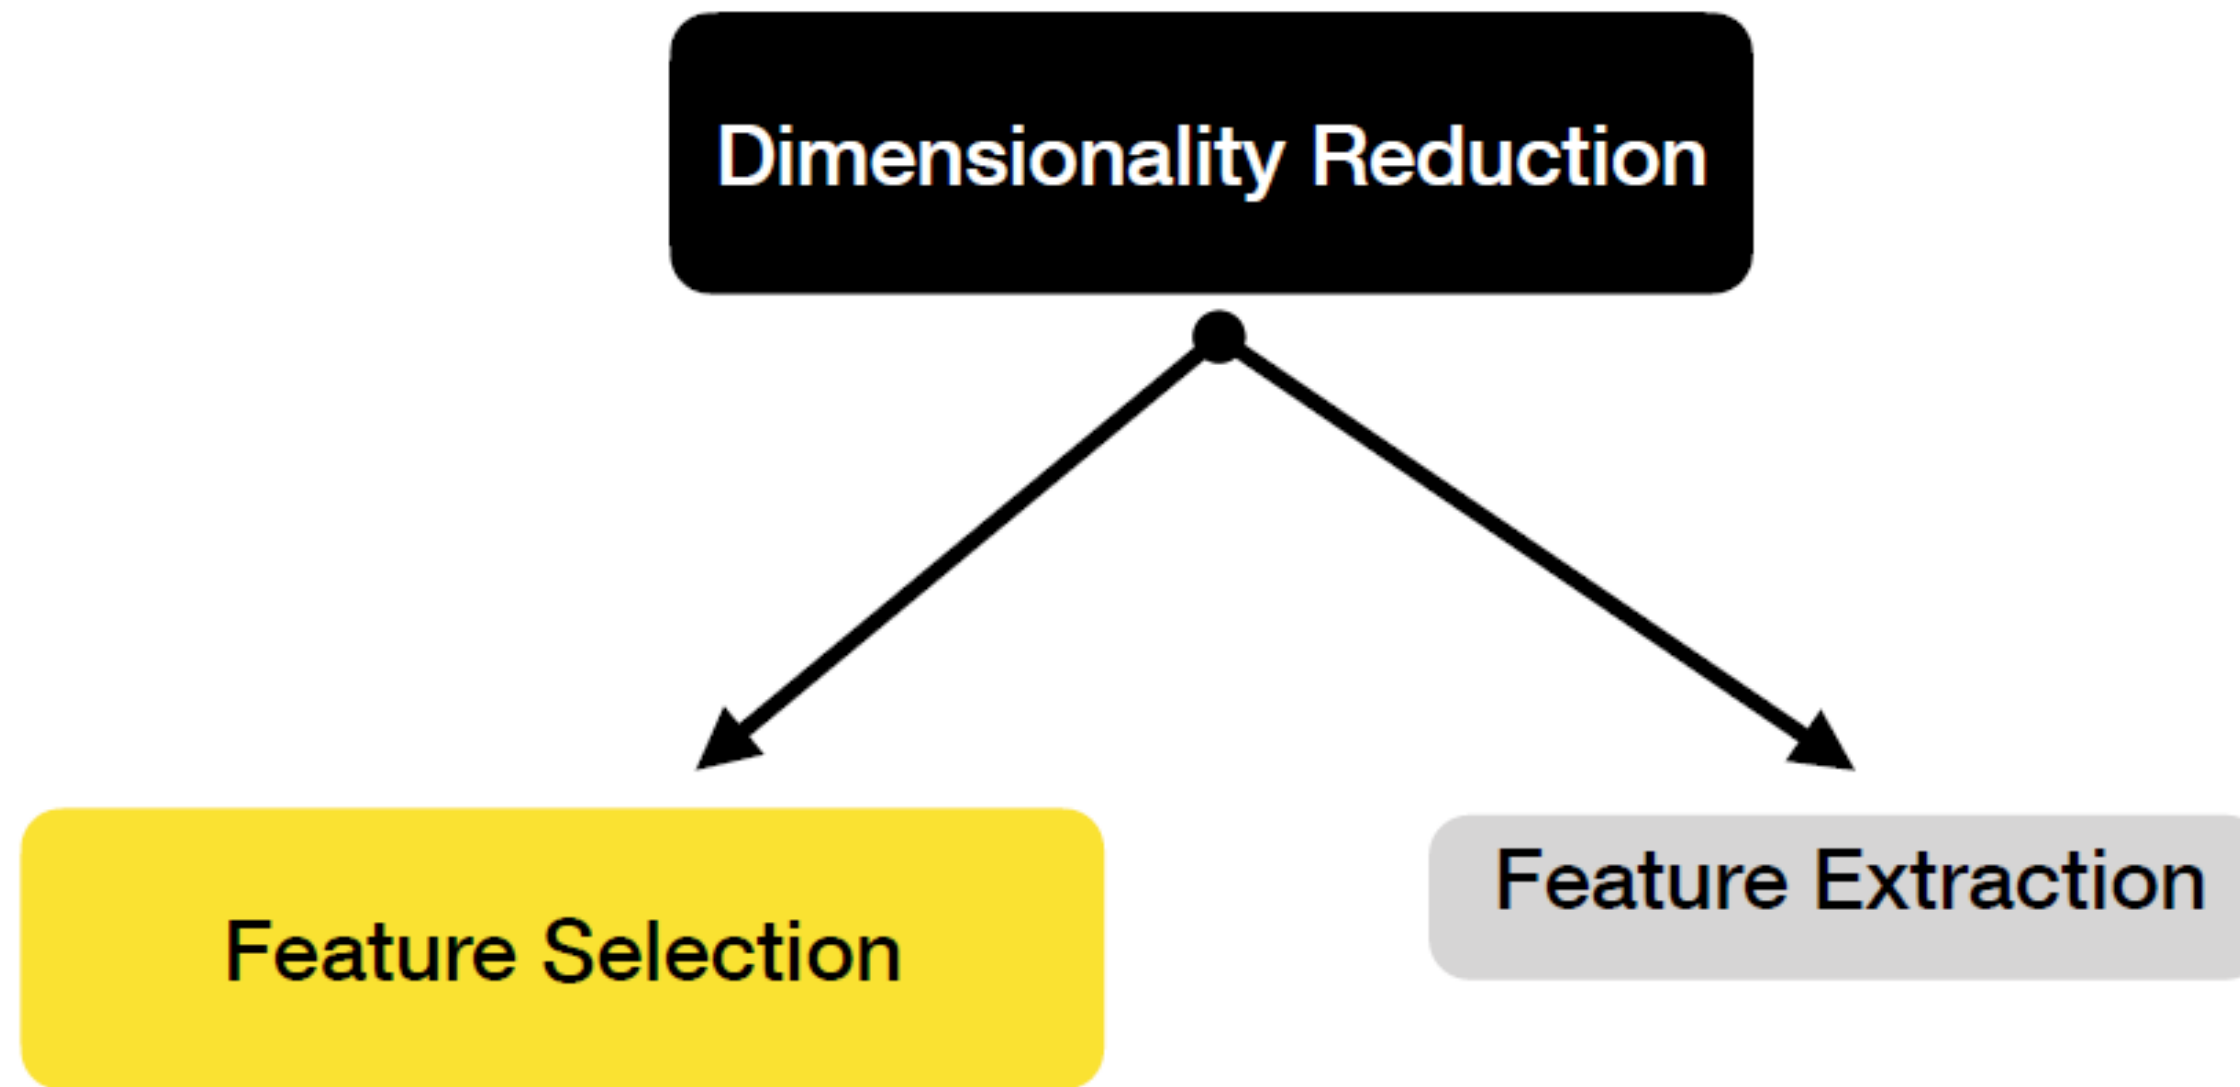 Dimensionality Reduction
Feature Selection
Feature Extraction